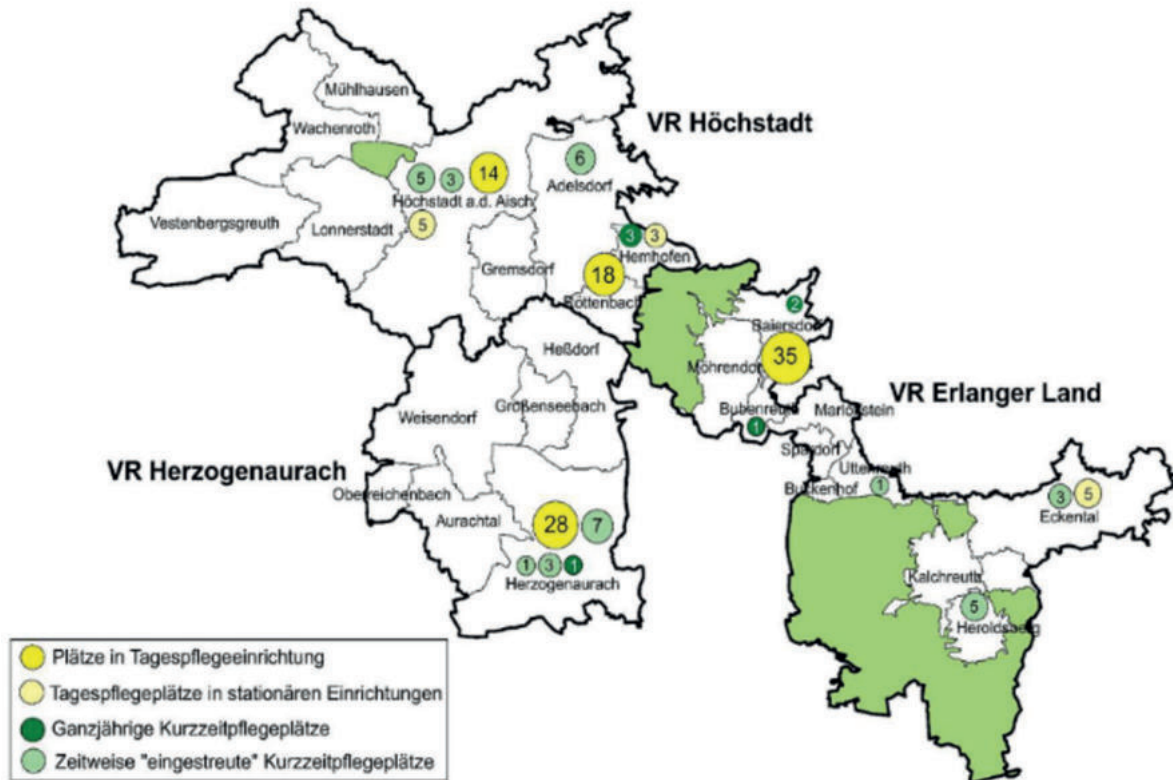 Mühlhausen
VR Höchstadt
Wachenroth
6
14
5
3
Adelsdorf
Höchstadt a.d. Aisch
Vestenbergsgreuth
Lonnerstadt
5
3
3
Hemhofen
Gremsdorf
18
Röttenbach
2
Baiersdorf
Heßdorf
35
Möhrendorf
VR Erlanger Land
Weisendorf
Großenseebach
Bubenreuth
Marloffstein
1
Spardorf
VR Herzogenaurach
Uttenreuth
Oberreichenbach
Buckenhof
1
3
5
Aurachtal
28
7
Eckental
1
3
1
Kalchreuth
Herzogenaurach
5
Heroldsberg
Plätze in Tagespflegeeinrichtung
Tagespflegeplätze in stationären Einrichtungen
Ganzjährige Kurzzeitpflegeplätze
Zeitweise "eingestreute" Kurzzeitpflegeplätze